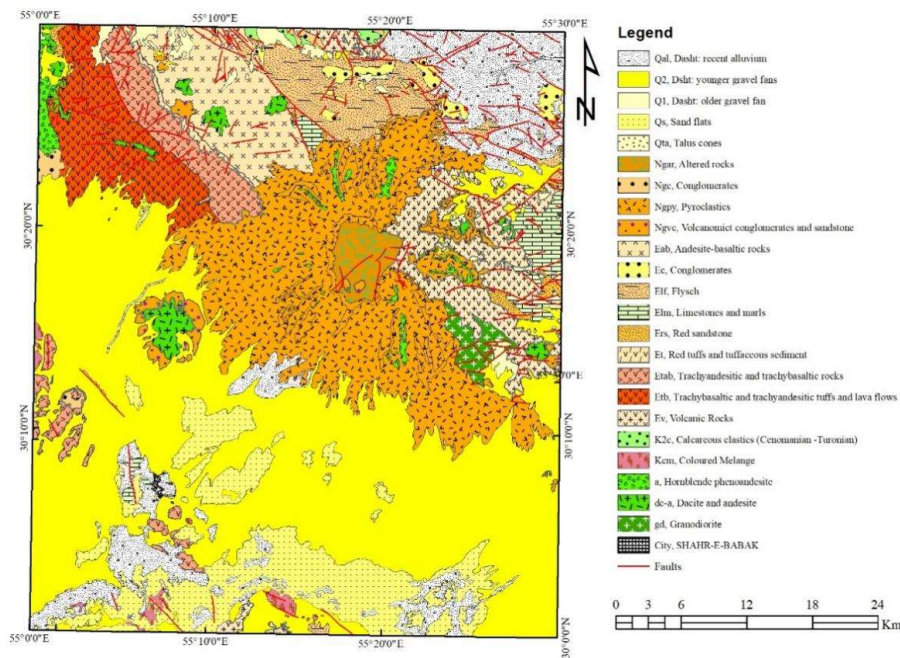 55°0'0"E
55°10'0"E
55°20'0"E
55°30'0"E
30°20'0"N
30°10'0"N
30°20'0"N
30°10'0"N
30°0'0"N
55°0'0"E
55°10'0"E
55°20'0"E
N
Legend
Qal, Dasht: recent alluvium
Q2, Dsht: younger gravel fans
Q1, Dasht: older gravel fan
Qs, Sand flats
Qta, Talus cones
Ngar, Altered rocks
Ngc, Conglomerates
Ngpy, Pyroclastics
Ngvc, Volcanomict conglomerates and sandstone
Eab, Andesite-basaltic rocks
Ec, Conglomerates
Elf, Flysch
Elm, Limestones and marls
Ers, Red sandstone
Et, Red tuffs and tuffaceous sediment
Etab, Trachyandesitic and trachybasaltic rocks
Etb, Trachybasaltic and trachyandesitic tuffs and lava flows
Ev, Volcanic Rocks
K2c, Calcareous clastics (Cenomanian -Turonian)
Kcm, Coloured Melange
a, Hornblende phenoandesite
dc-a, Dacite and andesite
gd, Granodiorite
City, SHAHR-E-BABAK
Faults
0 3 6 12 18 24
Km